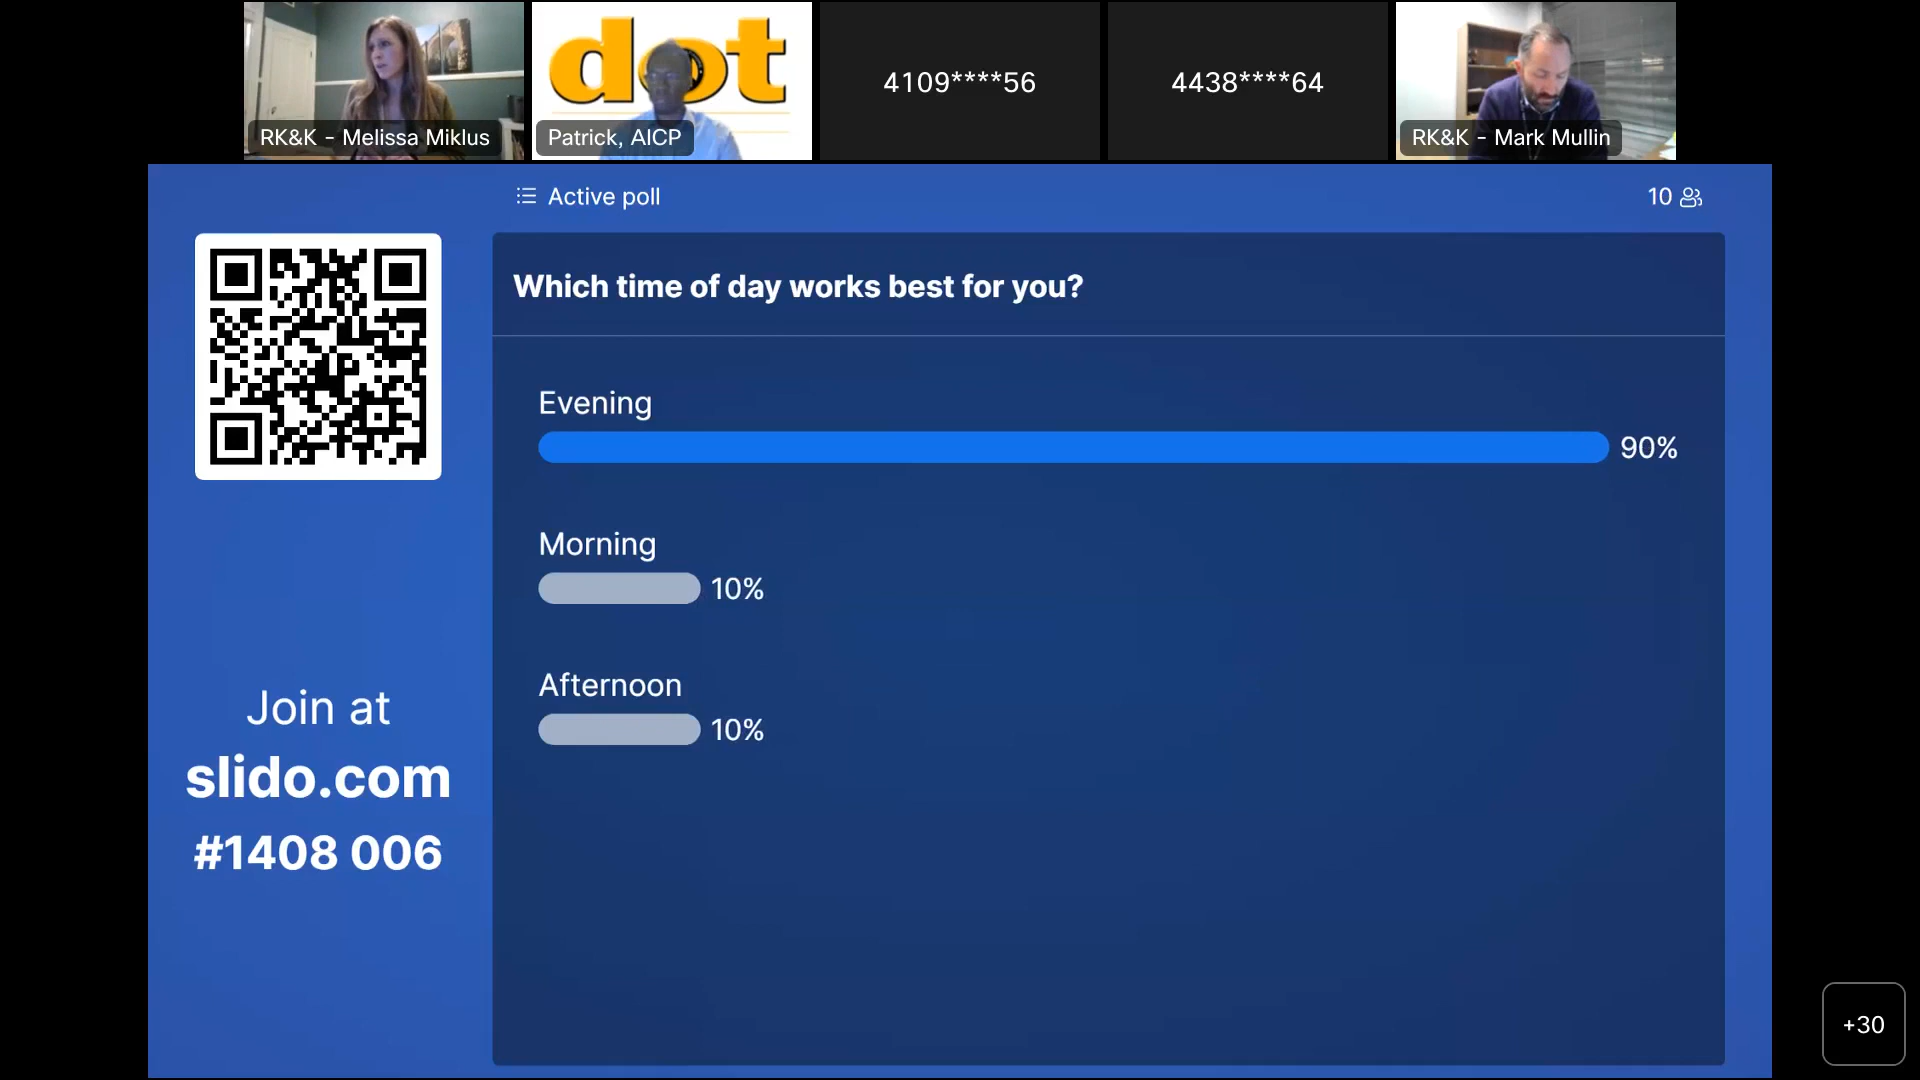 dot
RK&K - Melissa Miklus
Patrick, AICP
4109****56
4438****64
RK&K - Mark Mullin
Active poll
10
Which time of day works best for you?
Evening
90%
Morning
10%
Afternoon
10%
Join at
slido.com
#1408 006
+30